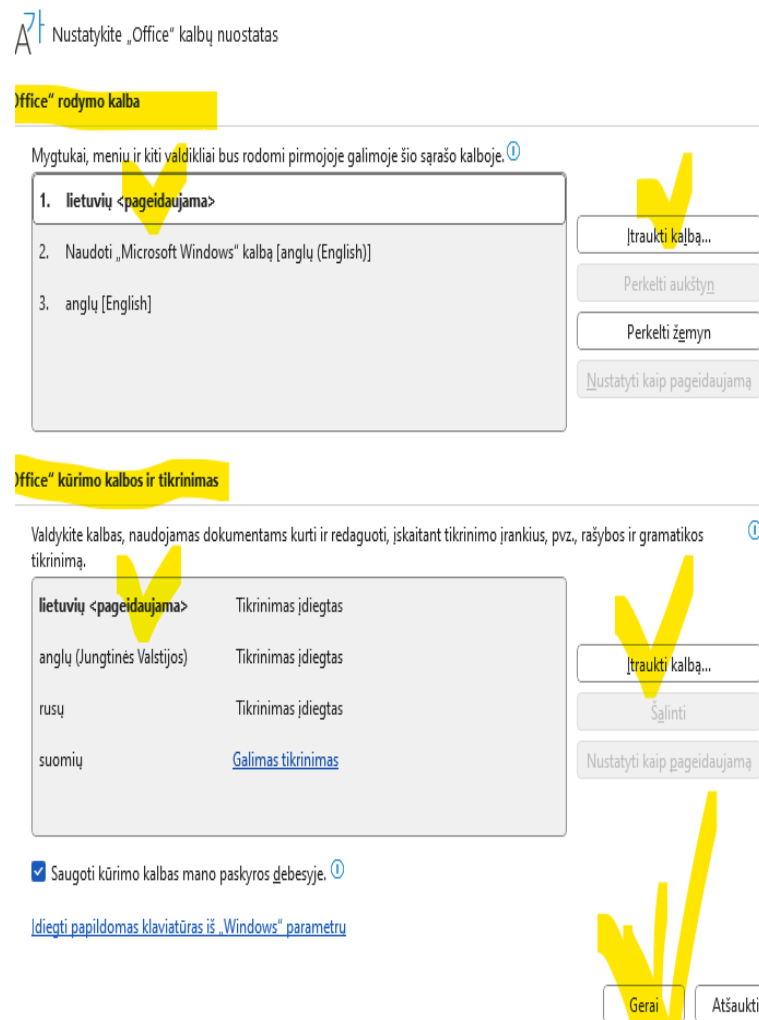 Nustatykite „Office“ kalbų nuostatas
Office“ rodymo kalba
Mygtukai, meniu ir kiti valdikliai bus rodomi pirmojoje galimoje šio sąrašo kalboje.
1. lietuvių <pageidaujama>
2. Naudoti „Microsoft Windows“ kalbą [anglų (English)]
3. anglų [English]
Įtraukti kalbą...
Perkelti aukštyn
Perkelti žemyn
Nustatyti kaip pageidaujamą
Office“ kūrimo kalbos ir tikrinimas
Valdykite kalbas, naudojamas dokumentams kurti ir redaguoti, įskaitant tikrinimo įrankius, pvz., rašybos ir gramatikos
tikrinimą.
lietuvių <pageidaujama> Tikrinimas įdiegtas
anglų (Jungtinės Valstijos) Tikrinimas įdiegtas
rusų Tikrinimas įdiegtas
suomių Galimas tikrinimas
Įtraukti kalbą...
Šalinti
Nustatyti kaip pageidaujamą
Saugoti kūrimo kalbas mano paskyros debesyje.
Įdiegti papildomas klaviatūras iš „Windows“ parametrų
Gerai Atšaukti